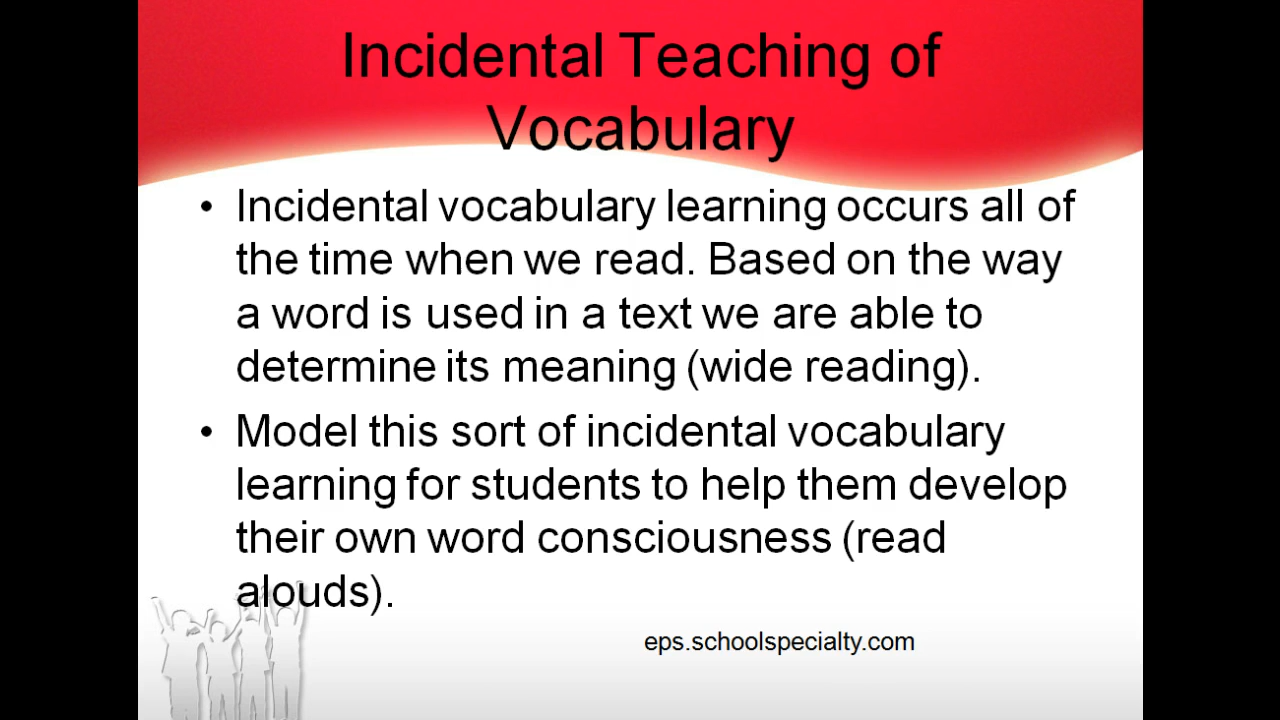 Incidental Teaching of
Vocabulary
• Incidental vocabulary learning occurs all of
the time when we read. Based on the way
a word is used in a text we are able to
determine its meaning (wide reading).
• Model this sort of incidental vocabulary
learning for students to help them develop
their own word consciousness (read
alouds).
eps.schoolspecialty.com